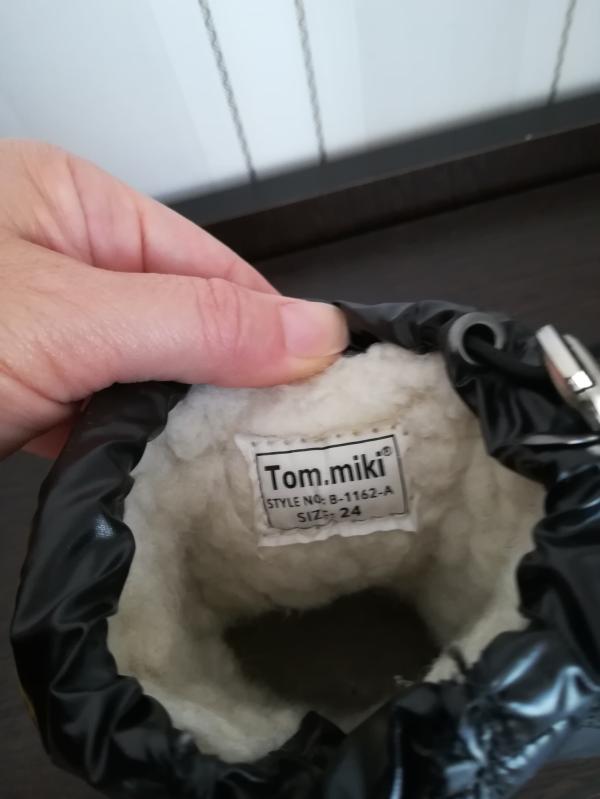 Tom.miki®
STYLE NO: B-1162-A
SIZE: 24